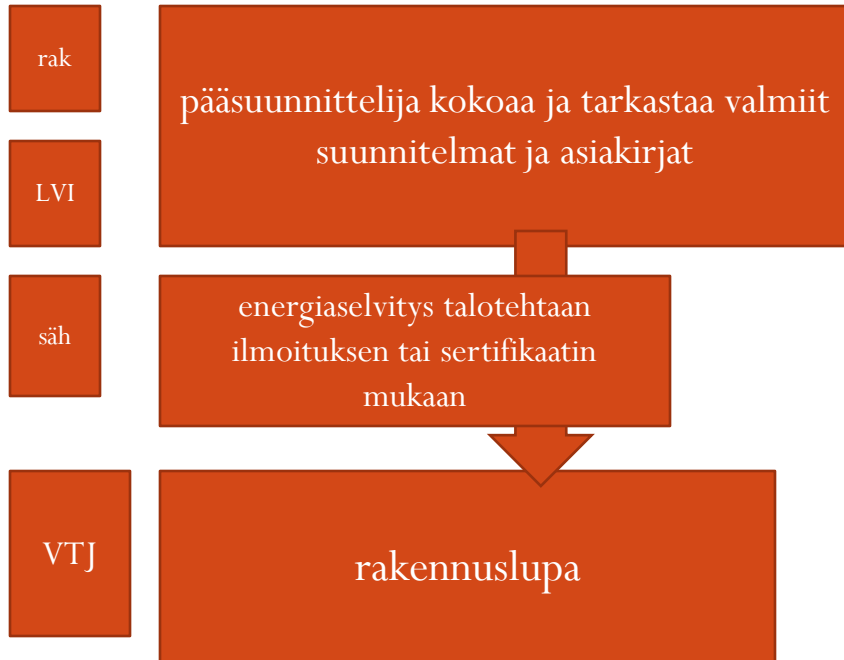 rak
pääsuunnittelija kokoaa ja tarkastaa valmiit
suunnitelmat ja asiakirjat
LVI
säh
energiaselvitys talotehtaan
ilmoituksen tai sertifikaatin
mukaan
VTJ
rakennuslupa